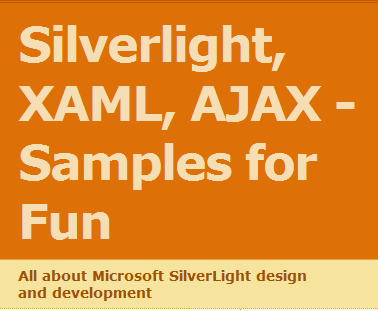 Silverlight,
XAML, AJAX -
Samples for
Fun
All about Microsoft SilverLight design
and development